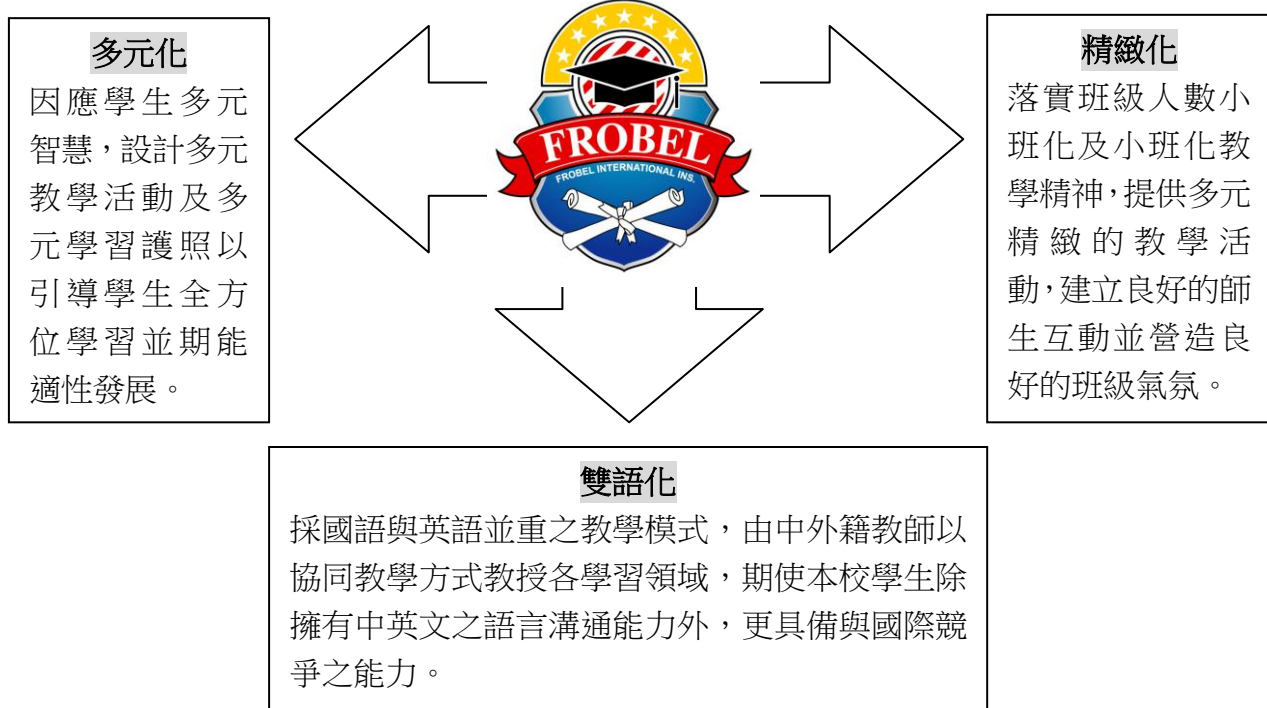 多元化
因應學生多元
智慧，設計多元
教學活動及多
元學習護照以
引導學生全方
位學習並期能
適性發展。
FROBEL
FROBEL INTERNATIONAL INS.
精緻化
落實班級人數小
班化及小班化教
學精神，提供多元
精緻的教學活
動，建立良好的師
生互動並營造良
好的班級氣氛。
雙語化
採國語與英語並重之教學模式，由中外籍教師以
協同教學方式教授各學習領域，期使本校學生除
擁有中英文之語言溝通能力外，更具備與國際競
爭之能力。